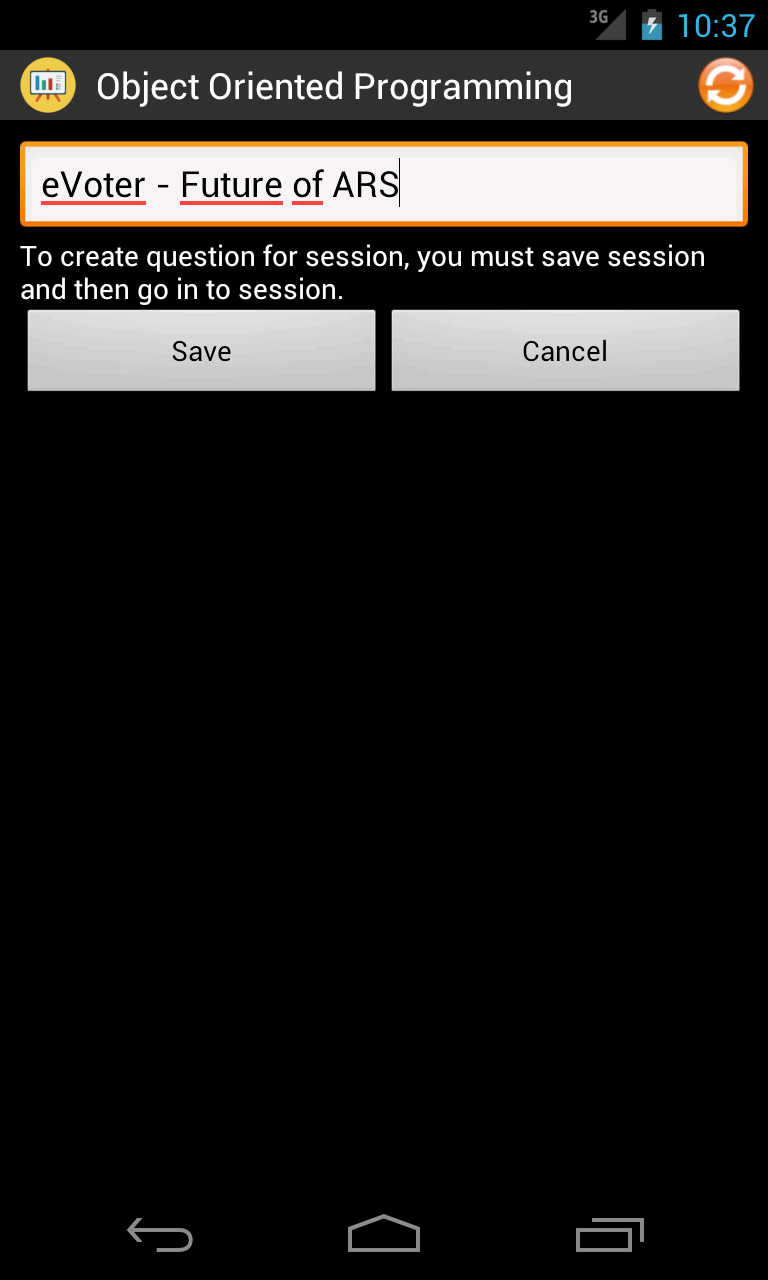 3G 10:37
Object Oriented Programming
eVoter - Future of ARS
To create question for session, you must save session
and then go in to session.
Save Cancel